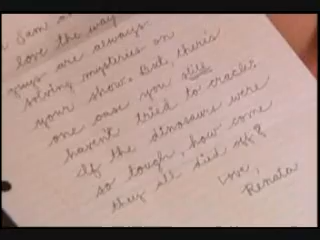 Sam
love the way
guys are always
solving mysteries on
your show. But, there's
one case you still
haven't tried to crack:
If the dinosaurs were
so tough, how come
they all died off?
Love,
Renata